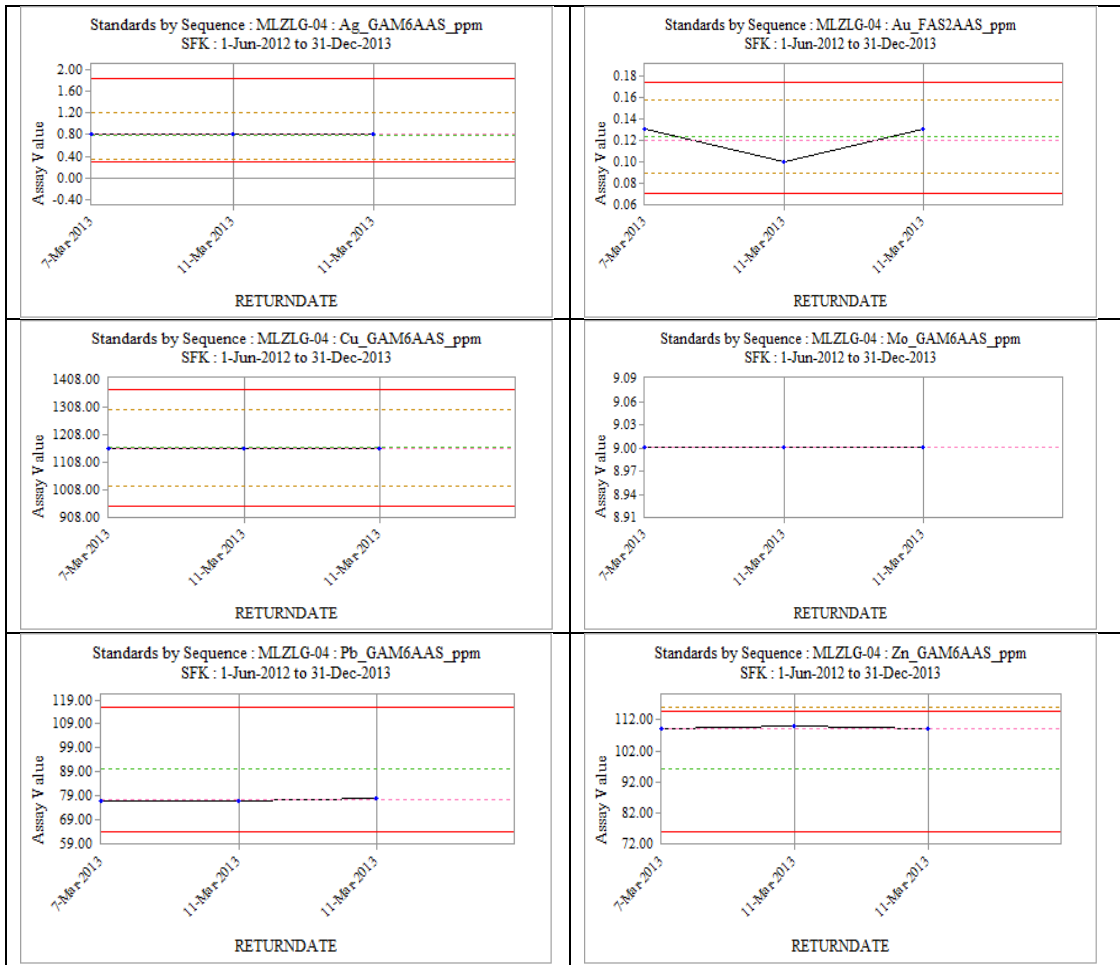 Standards by Sequence : MLZLG-04 : Ag_GAM6AAS_ppm
SFK : 1-Jun-2012 to 31-Dec-2013
Assay Value
2.00
1.60
1.20
0.80
0.40
0.00
-0.40
7-Mar-2013
11-Mar-2013
11-Mar-2013
RETURNDATE
Standards by Sequence : MLZLG-04 : Au_FAS2AAS_ppm
SFK : 1-Jun-2012 to 31-Dec-2013
Assay Value
0.18
0.16
0.14
0.12
0.10
0.08
0.06
7-Mar-2013
11-Mar-2013
11-Mar-2013
RETURNDATE
Standards by Sequence : MLZLG-04 : Cu_GAM6AAS_ppm
SFK : 1-Jun-2012 to 31-Dec-2013
Assay Value
1408.00
1308.00
1208.00
1108.00
1008.00
908.00
7-Mar-2013
11-Mar-2013
11-Mar-2013
RETURNDATE
Standards by Sequence : MLZLG-04 : Mo_GAM6AAS_ppm
SFK : 1-Jun-2012 to 31-Dec-2013
Assay Value
9.09
9.06
9.03
9.00
8.97
8.94
8.91
7-Mar-2013
11-Mar-2013
11-Mar-2013
RETURNDATE
Standards by Sequence : MLZLG-04 : Pb_GAM6AAS_ppm
SFK : 1-Jun-2012 to 31-Dec-2013
Assay Value
119.00
109.00
99.00
89.00
79.00
69.00
59.00
7-Mar-2013
11-Mar-2013
11-Mar-2013
RETURNDATE
Standards by Sequence : MLZLG-04 : Zn_GAM6AAS_ppm
SFK : 1-Jun-2012 to 31-Dec-2013
Assay Value
112.00
102.00
92.00
82.00
72.00
7-Mar-2013
11-Mar-2013
11-Mar-2013
RETURNDATE